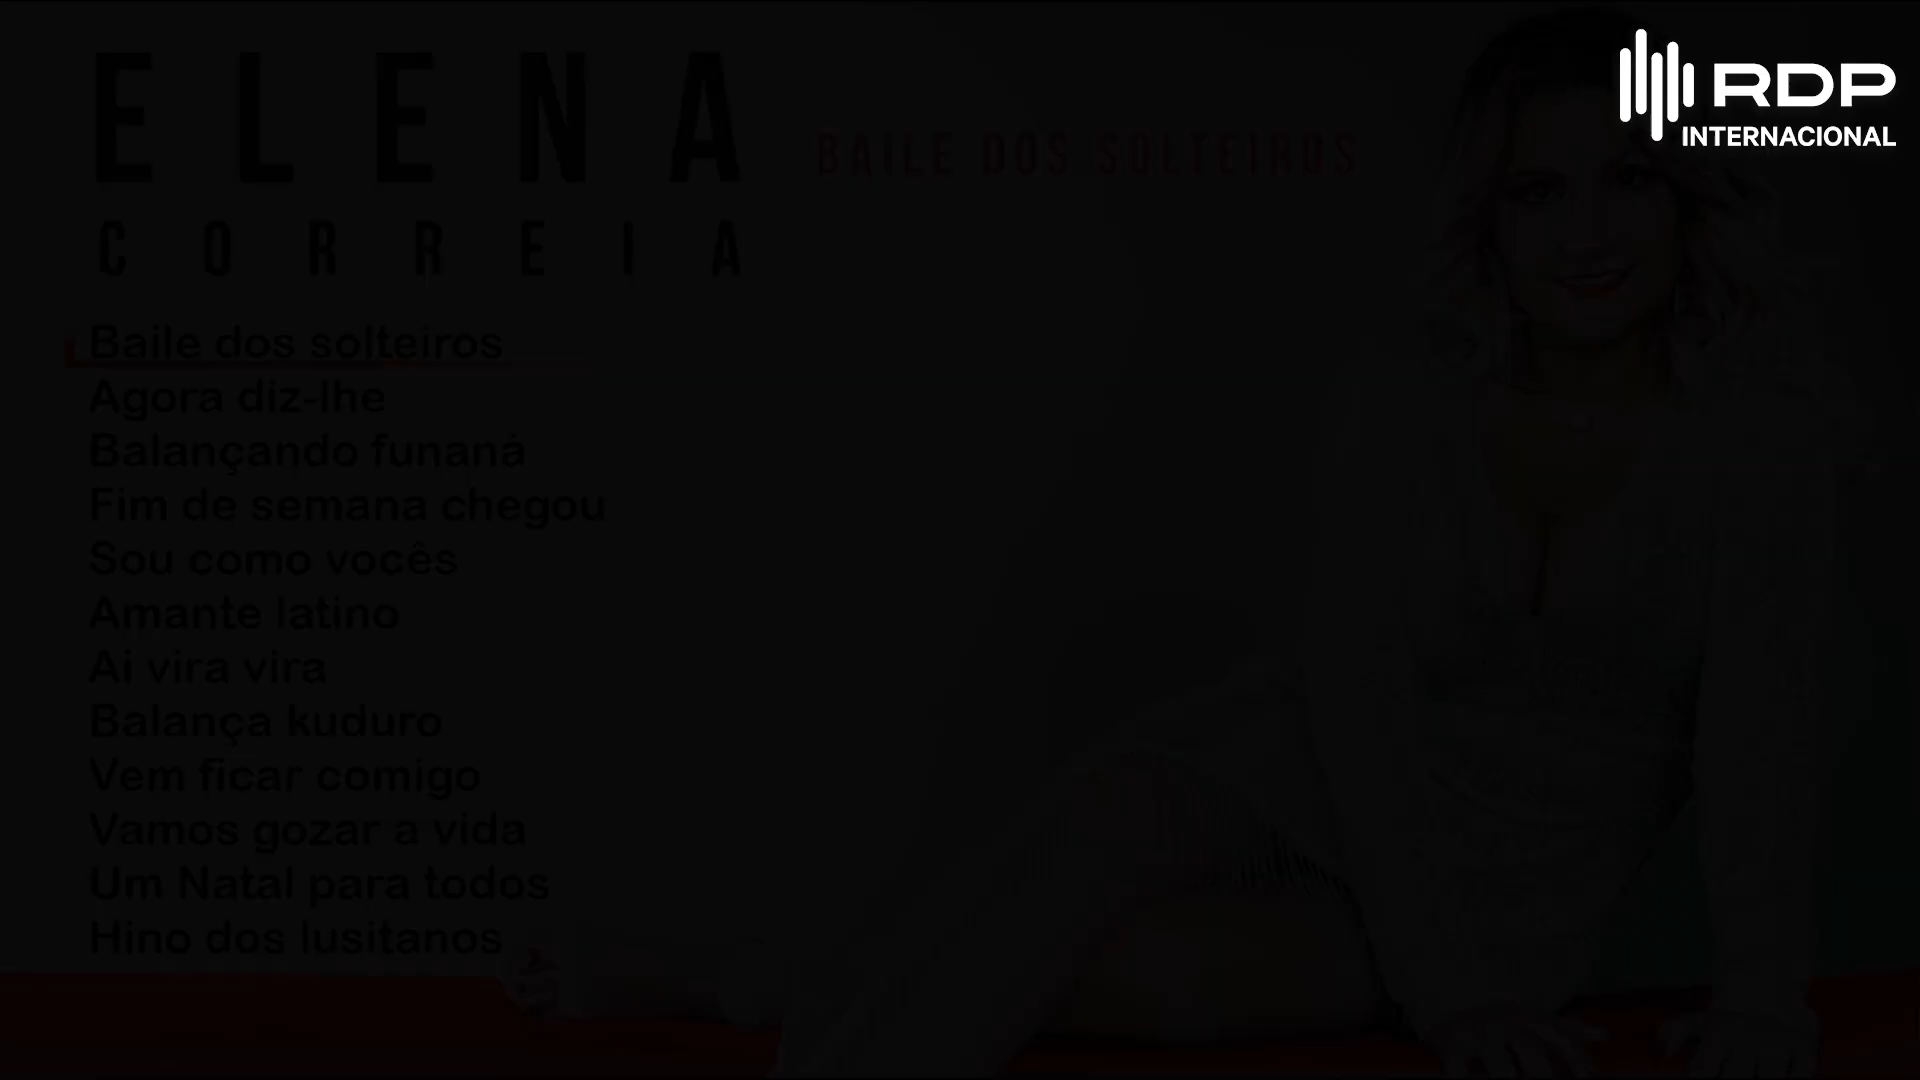 ELENA
CORREIA
BAILE DOS SOLTEIROS
RDP
INTERNACIONAL
Baile dos solteiros
Agora diz-lhe
Balançando funaná
Fim de semana chegou
Sou como vocês
Amante latino
Ai vira vira
Balança kuduro
Vem ficar comigo
Vamos gozar a vida
Um Natal para todos
Hino dos lusitanos